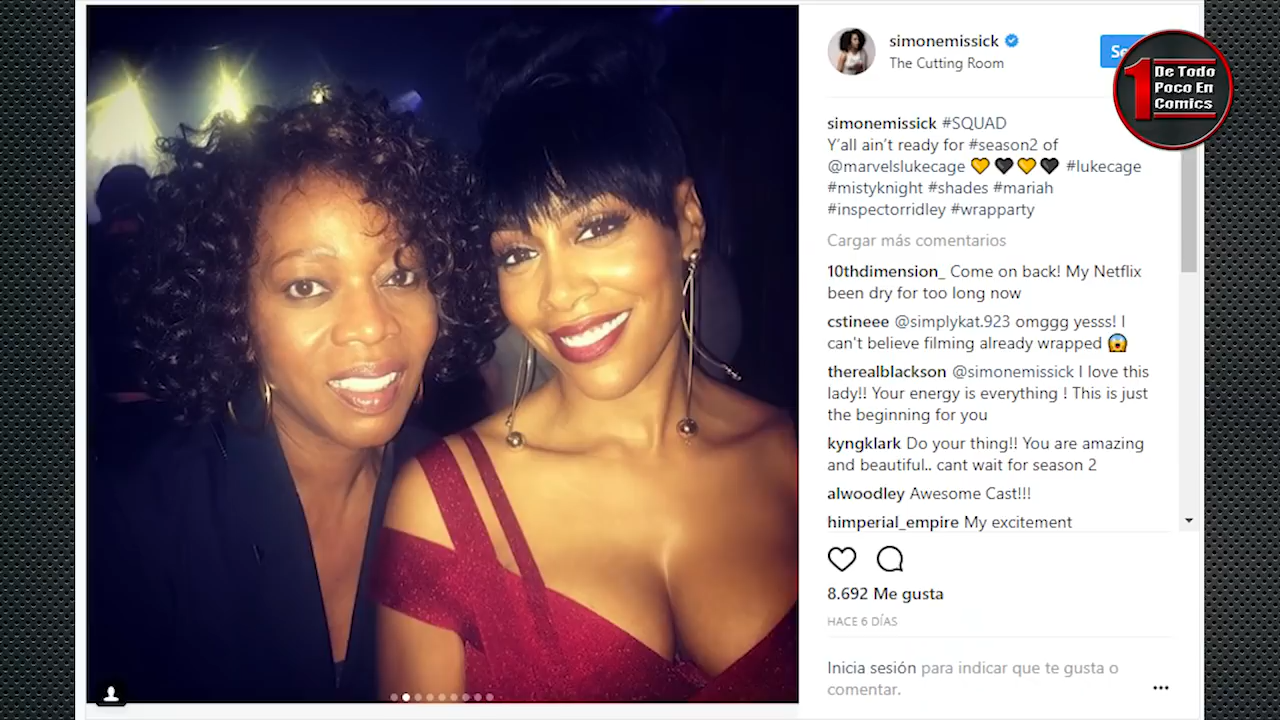 simonemissick
The Cutting Room
Se
1 De Todo
Poco En
Comics
simonemissick #SQUAD
Y'all ain't ready for #season2 of
@marvelslukecage 💛🖤💛🖤 #lukecage
#mistyknight #shades #mariah
#inspectorridley #wrapparty
Cargar más comentarios
10thdimension_ Come on back! My Netflix
been dry for too long now
cstineee @simplykat.923 omggg yesss! I
can't believe filming already wrapped 😱
therealblackson @simonemissick I love this
lady!! Your energy is everything ! This is just
the beginning for you
kyngklark Do your thing!! You are amazing
and beautiful.. cant wait for season 2
alwoodley Awesome Cast!!!
himperial_empire My excitement
8.692 Me gusta
HACE 6 DÍAS
Inicia sesión para indicar que te gusta o
comentar.